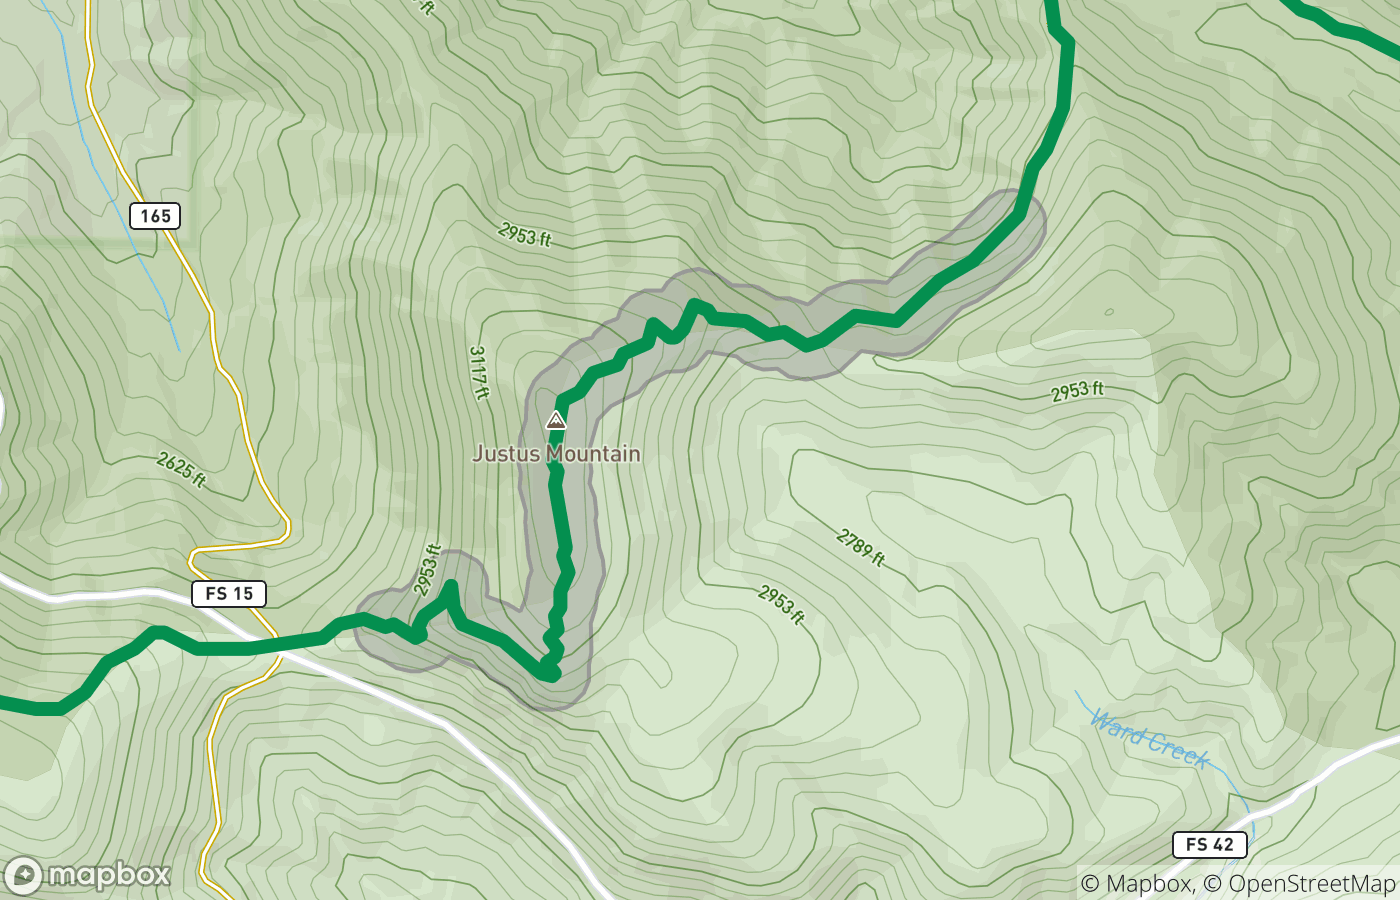 165
2953 ft
3117 ft
2953 ft
Justus Mountain
2625 ft
2789 ft
2953 ft
FS 15
2953 ft
Ward Creek
FS 42
mapbox
© Mapbox, © OpenStreetMap